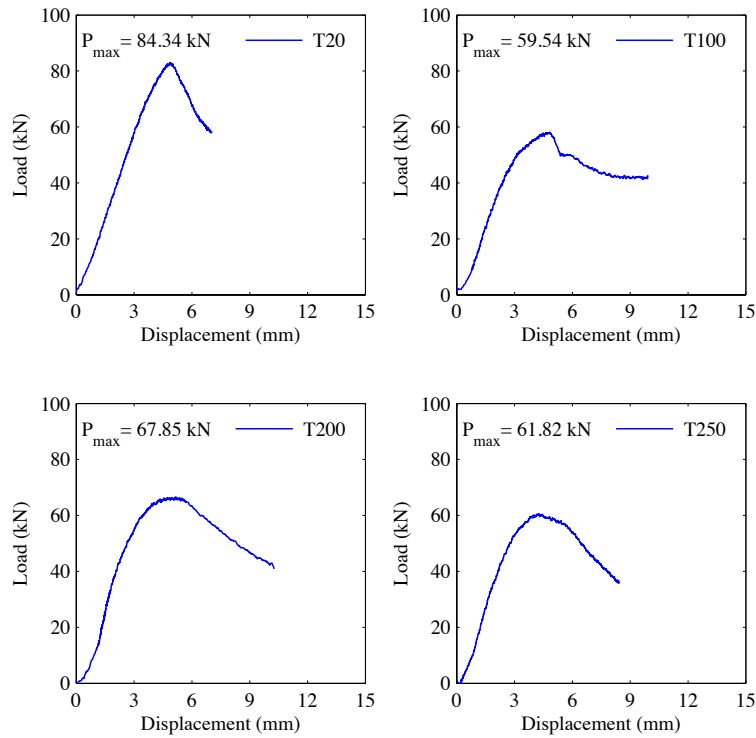 100
80
60
40
20
0
Load (kN)
P_max = 84.34 kN
T20
0 3 6 9 12 15
Displacement (mm)
100
80
60
40
20
0
Load (kN)
P_max = 59.54 kN
T100
0 3 6 9 12 15
Displacement (mm)
100
80
60
40
20
0
Load (kN)
P_max = 67.85 kN
T200
0 3 6 9 12 15
Displacement (mm)
100
80
60
40
20
0
Load (kN)
P_max = 61.82 kN
T250
0 3 6 9 12 15
Displacement (mm)